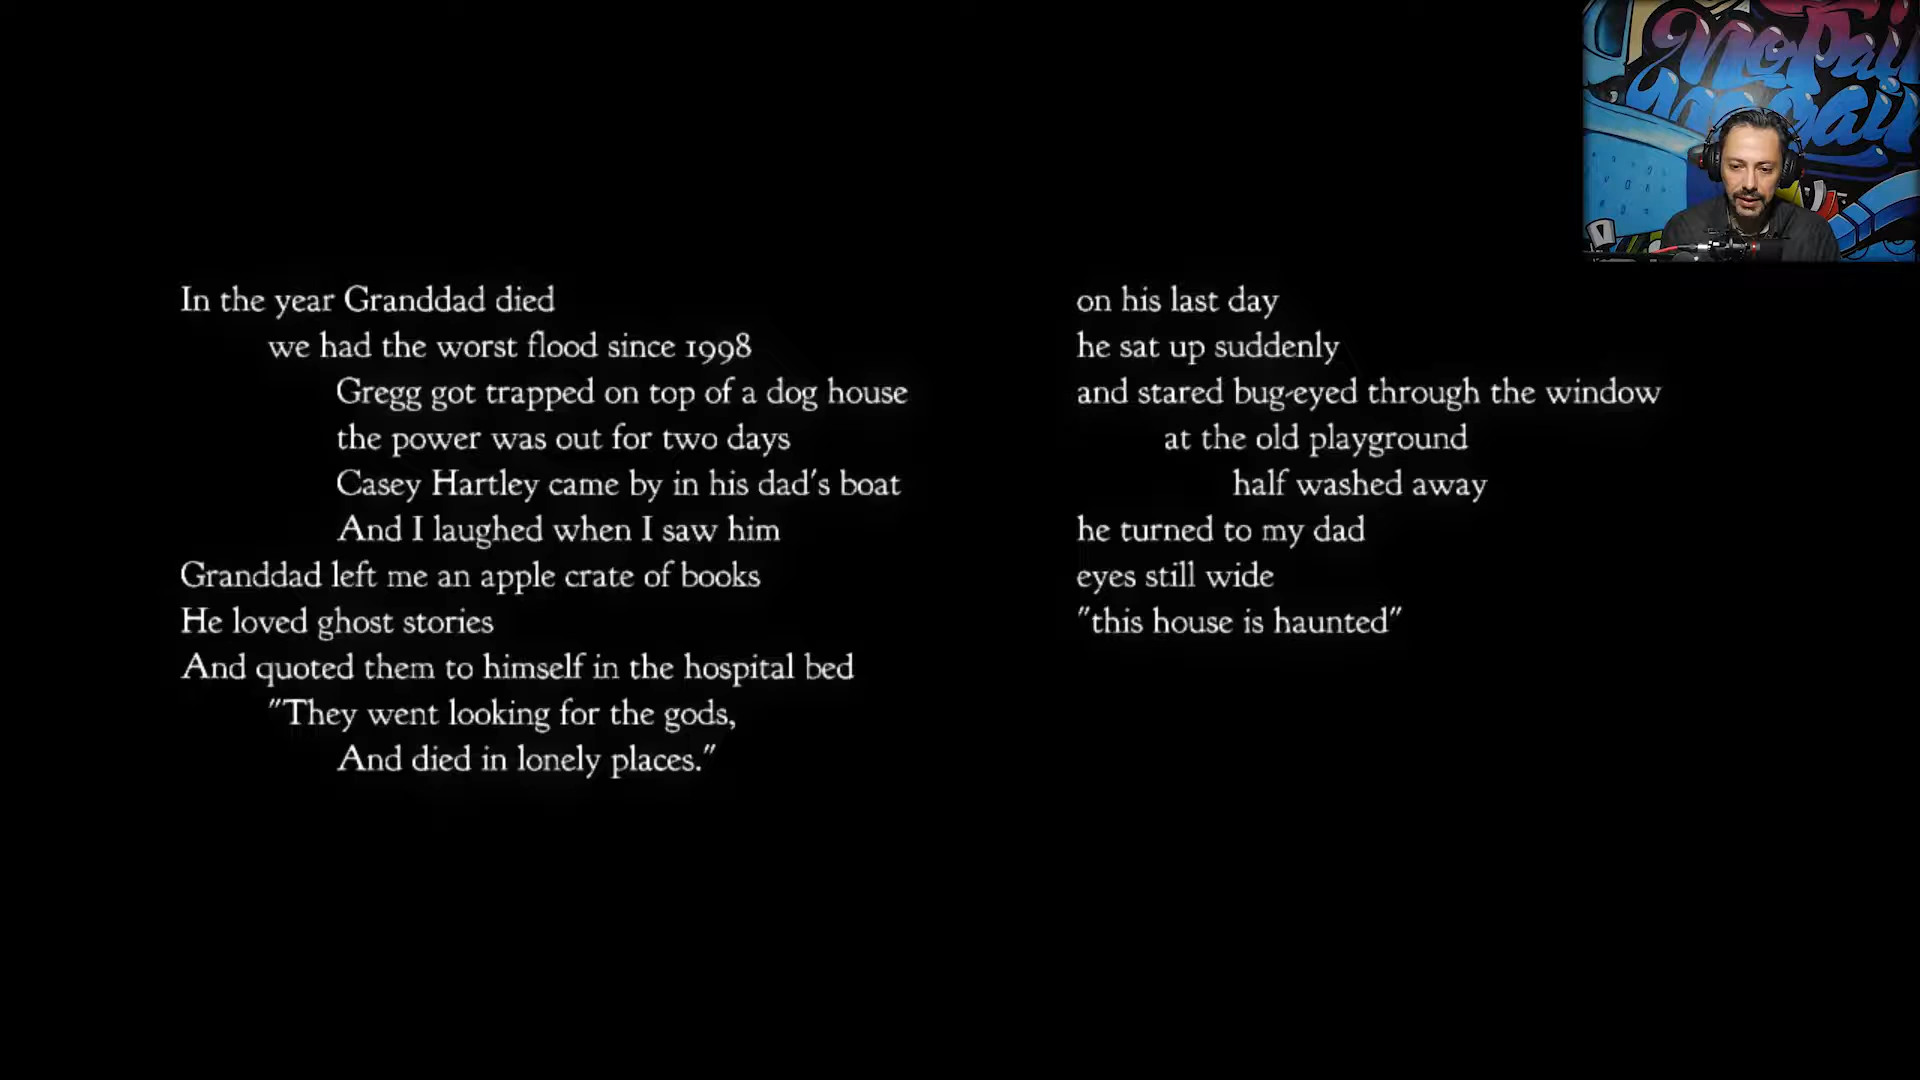 In the year Granddad died
we had the worst flood since 1998
Gregg got trapped on top of a dog house
the power was out for two days
Casey Hartley came by in his dad's boat
And I laughed when I saw him
Granddad left me an apple crate of books
He loved ghost stories
And quoted them to himself in the hospital bed
"They went looking for the gods,
And died in lonely places."
on his last day
he sat up suddenly
and stared bug-eyed through the window
at the old playground
half washed away
he turned to my dad
eyes still wide
"this house is haunted"
No Pai